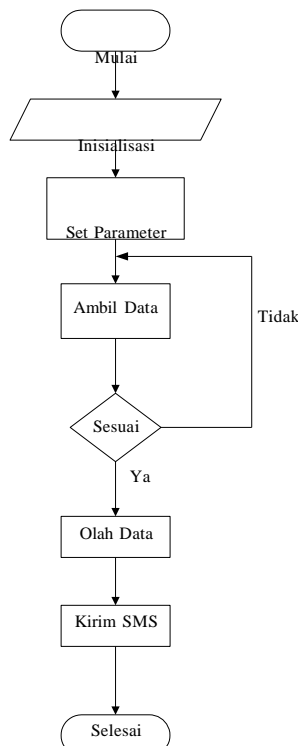 Mulai
Inisialisasi
Set Parameter
Ambil Data
Tidak
Sesuai
Ya
Olah Data
Kirim SMS
Selesai